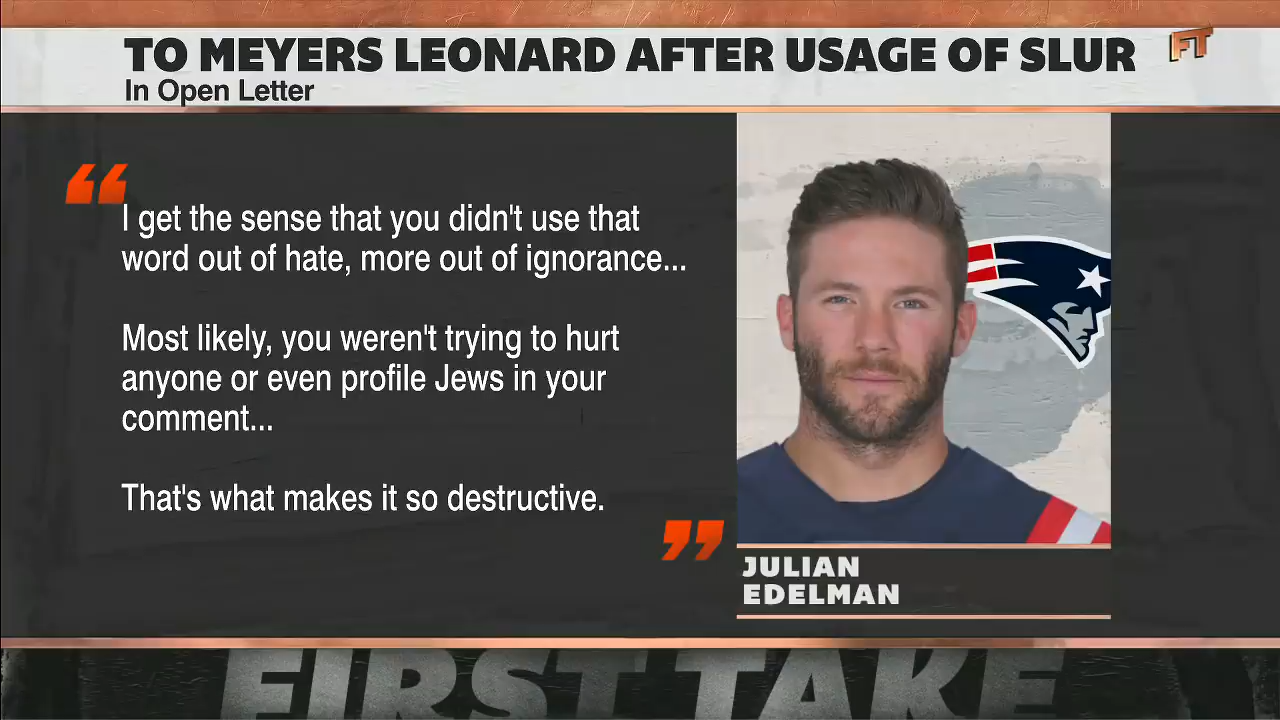 TO MEYERS LEONARD AFTER USAGE OF SLUR
FT
In Open Letter
“
I get the sense that you didn't use that
word out of hate, more out of ignorance...
Most likely, you weren't trying to hurt
anyone or even profile Jews in your
comment...
That's what makes it so destructive.
”
JULIAN
EDELMAN
FIRST TAKE